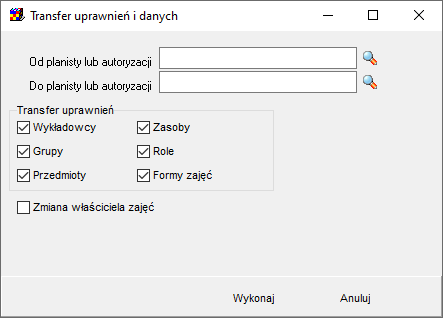 Transfer uprawnień i danych
Od planisty lub autoryzacji
Do planisty lub autoryzacji
Transfer uprawnień
Wykładowcy Zasoby
Grupy Role
Przedmioty Formy zajęć
Zmiana właściciela zajęć
Wykonaj Anuluj